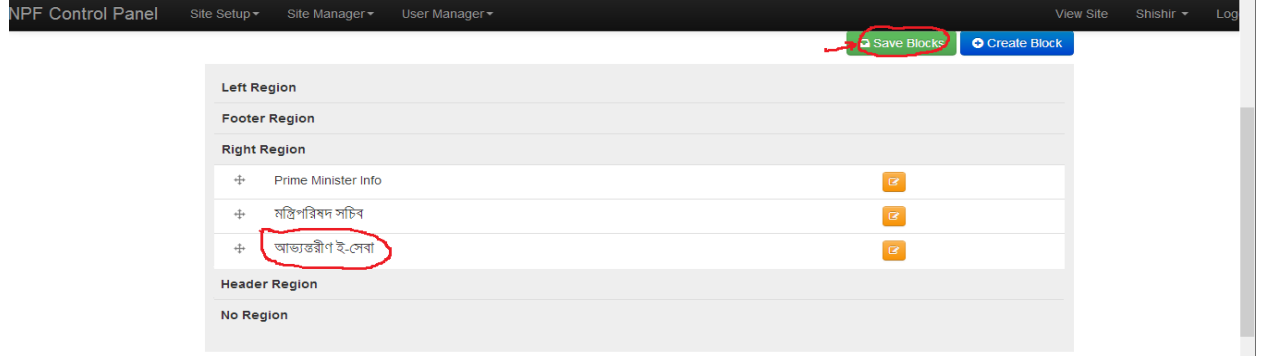 NPF Control Panel Site Setup Site Manager User Manager View Site Shishir
Save Blocks Create Block
Left Region
Footer Region
Right Region
Prime Minister Info
মন্ত্রিপরিষদ সচিব
আভ্যন্তরীণ ই-সেবা
Header Region
No Region